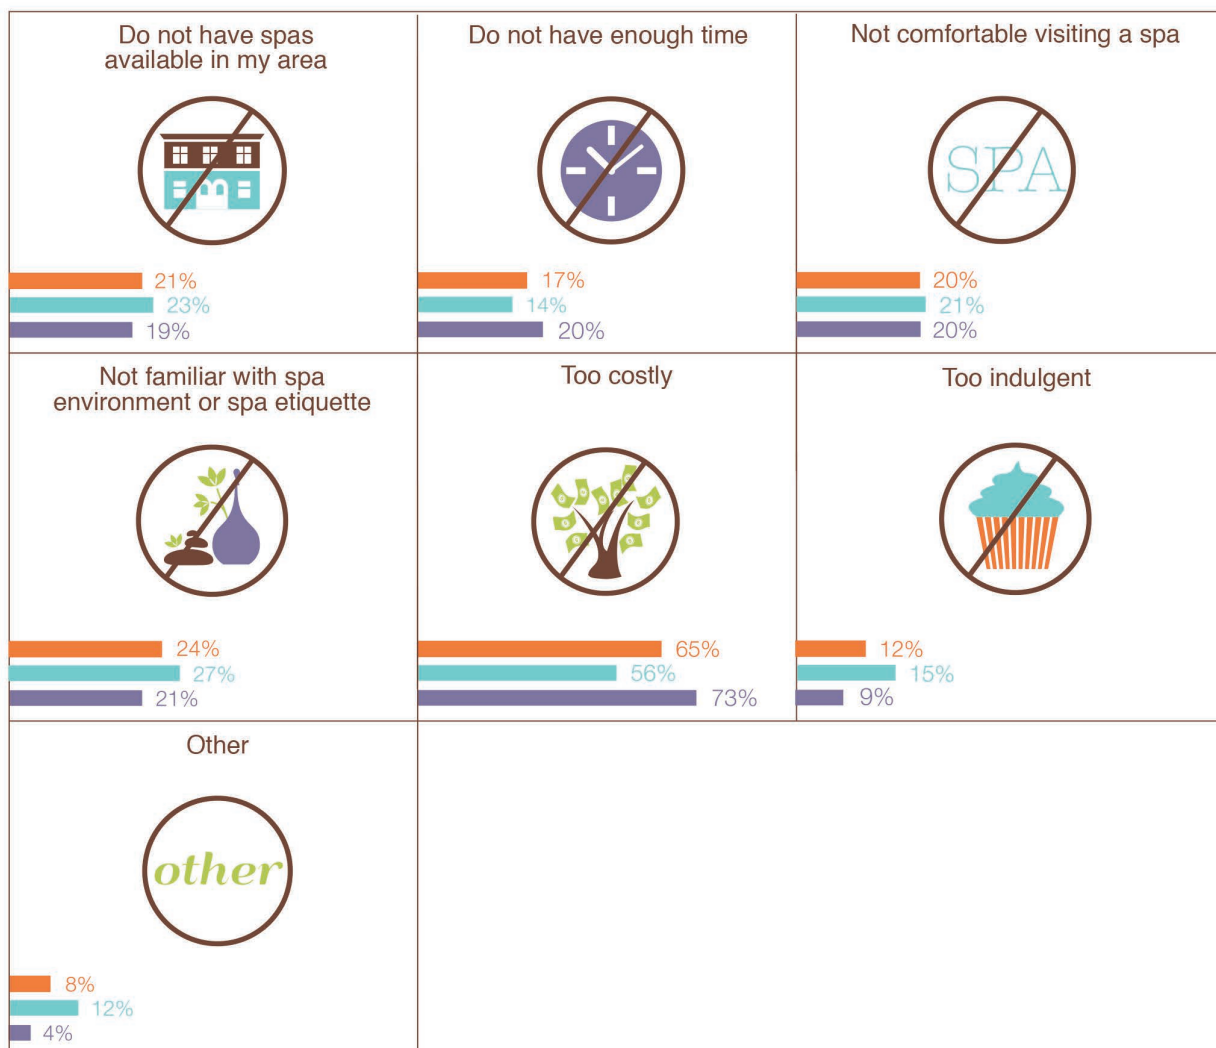 Do not have spas
available in my area
21%
23%
19%
Do not have enough time
17%
14%
20%
Not comfortable visiting a spa
SPA
20%
21%
20%
Not familiar with spa
environment or spa etiquette
24%
27%
21%
Too costly
65%
56%
73%
Too indulgent
12%
15%
9%
Other
other
8%
12%
4%